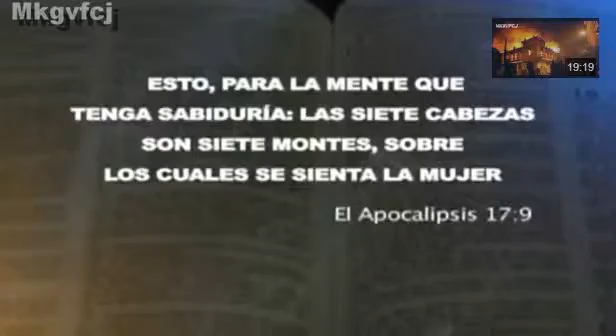 Mkgvfcj
MKGVFCJ
19:19
ESTO, PARA LA MENTE QUE
TENGA SABIDURÍA: LAS SIETE CABEZAS
SON SIETE MONTES, SOBRE
LOS CUALES SE SIENTA LA MUJER
El Apocalipsis 17:9